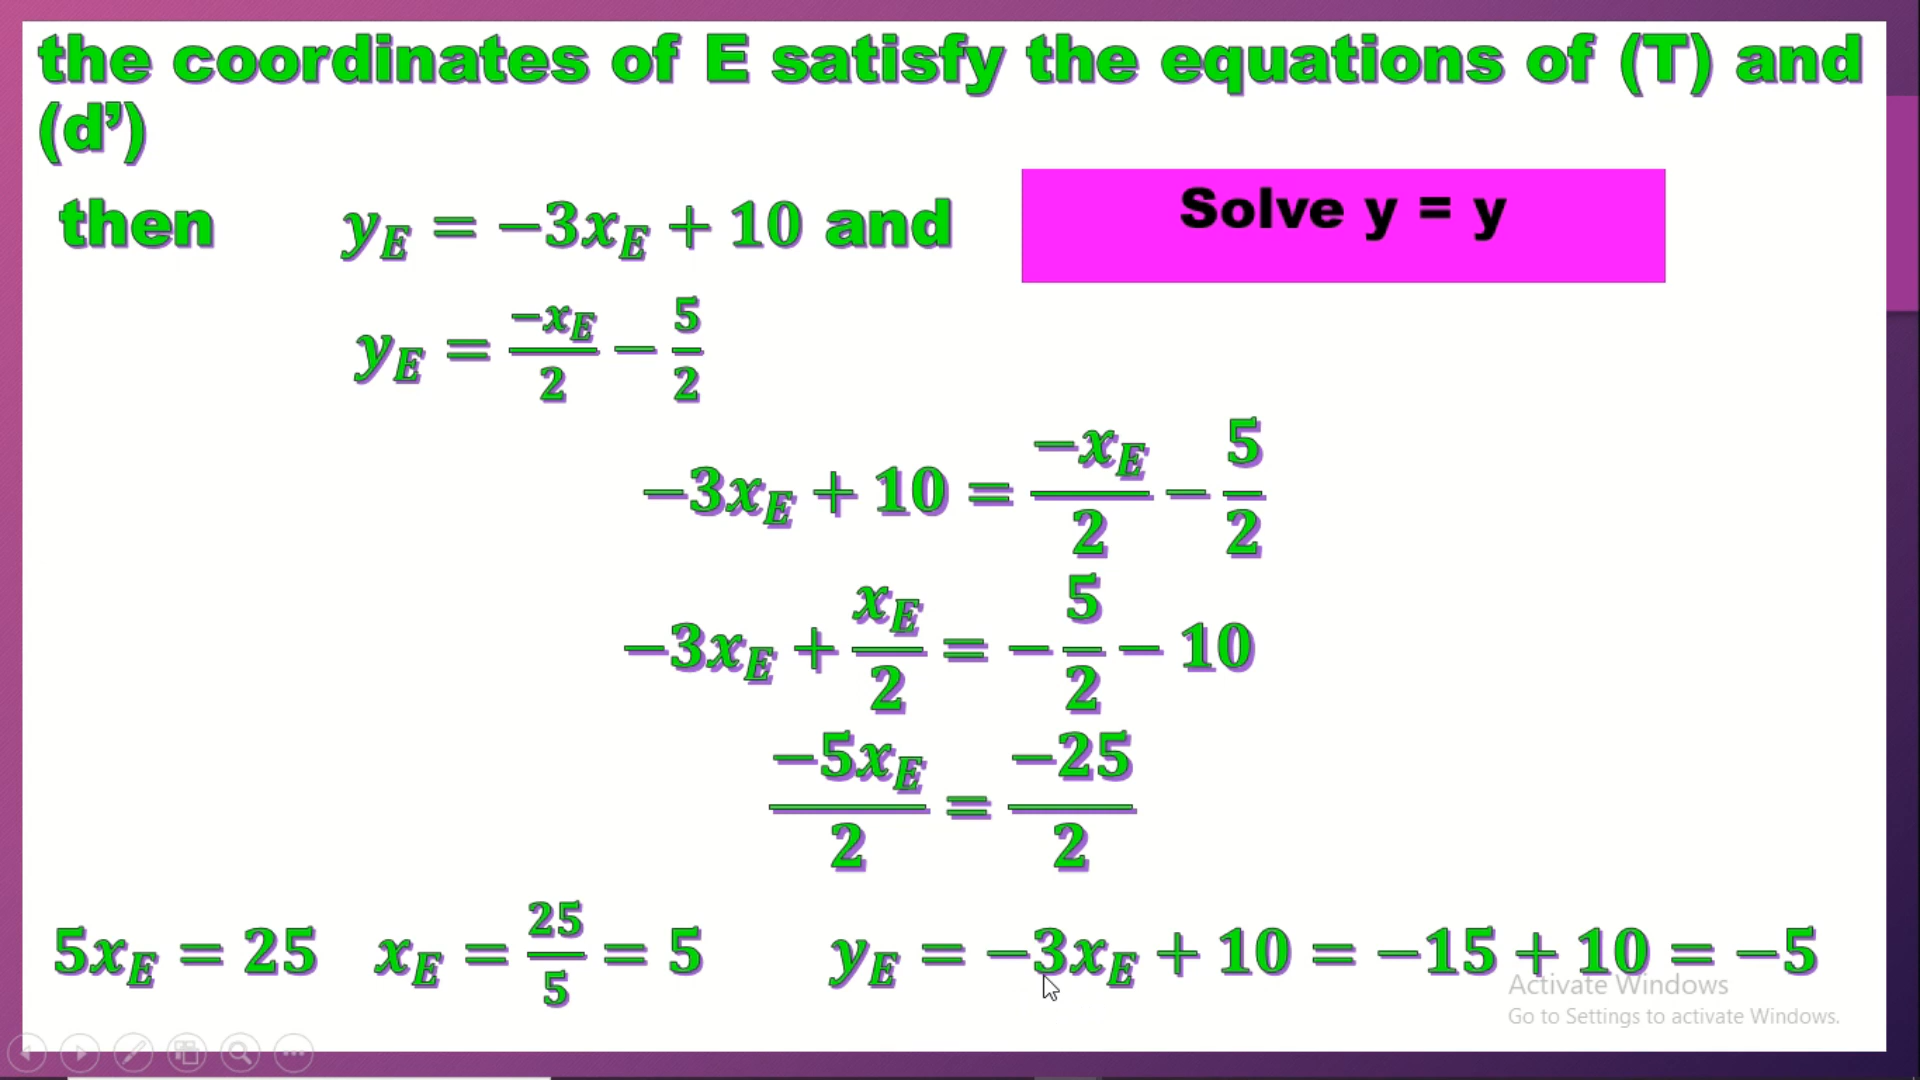 the coordinates of E satisfy the equations of (T) and
(d’)
then y_E = −3x_E + 10 and
Solve y = y
y_E = −x_E/2 − 5/2
−3x_E + 10 = −x_E/2 − 5/2
−3x_E + x_E/2 = −5/2 − 10
−5x_E/2 = −25/2
5x_E = 25 x_E = 25/5 = 5 y_E = −3x_E + 10 = −15 + 10 = −5
Activate Windows
Go to Settings to activate Windows.